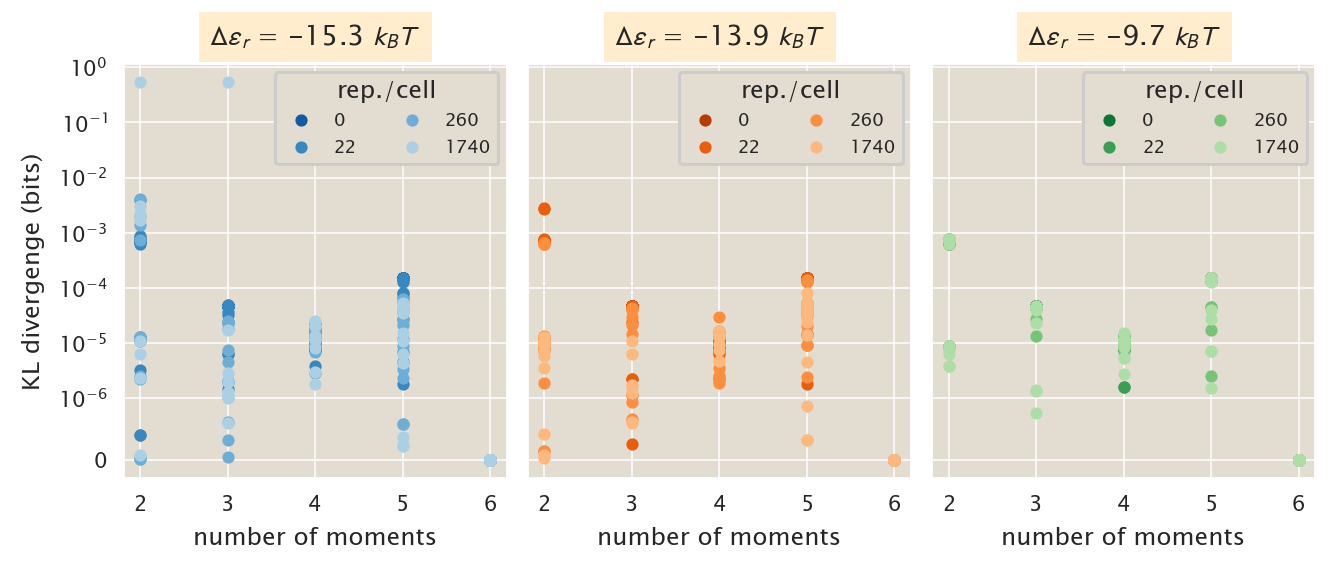 Δε_r = −15.3 k_BT
Δε_r = −13.9 k_BT
Δε_r = −9.7 k_BT
KL divergenge (bits)
10⁰
10⁻¹
10⁻²
10⁻³
10⁻⁴
10⁻⁵
10⁻⁶
0
rep./cell
0 260
22 1740
rep./cell
0 260
22 1740
rep./cell
0 260
22 1740
2 3 4 5 6
2 3 4 5 6
2 3 4 5 6
number of moments
number of moments
number of moments